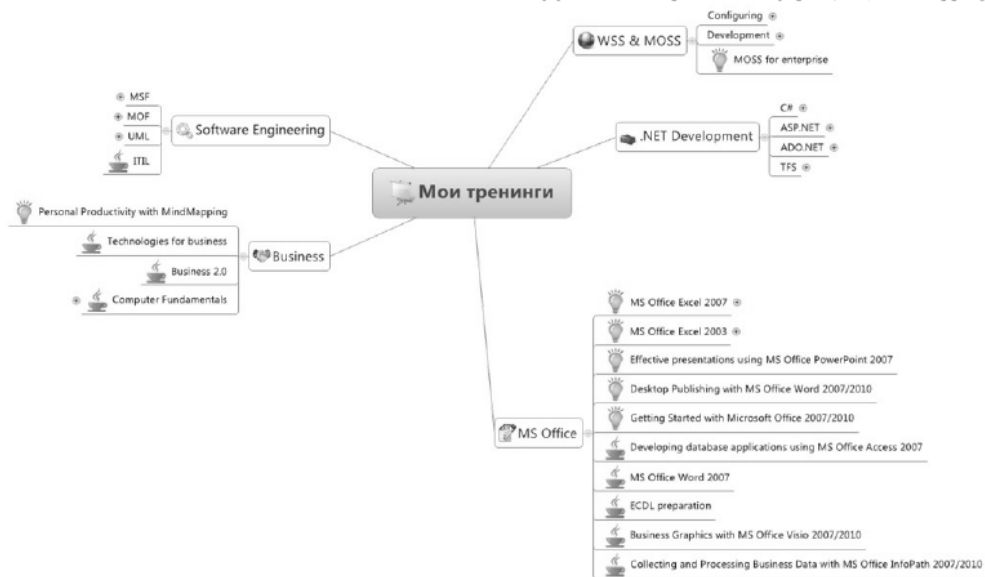 Configuring
WSS & MOSS
Development
MOSS for enterprise
MSF
MOF
UML
ITIL
Software Engineering
C#
ASP.NET
ADO.NET
TFS
.NET Development
Мои тренинги
Personal Productivity with MindMapping
Technologies for business
Business 2.0
Computer Fundamentals
Business
MS Office
MS Office Excel 2007
MS Office Excel 2003
Effective presentations using MS Office PowerPoint 2007
Desktop Publishing with MS Office Word 2007/2010
Getting Started with Microsoft Office 2007/2010
Developing database applications using MS Office Access 2007
MS Office Word 2007
ECDL preparation
Business Graphics with MS Office Visio 2007/2010
Collecting and Processing Business Data with MS Office InfoPath 2007/2010